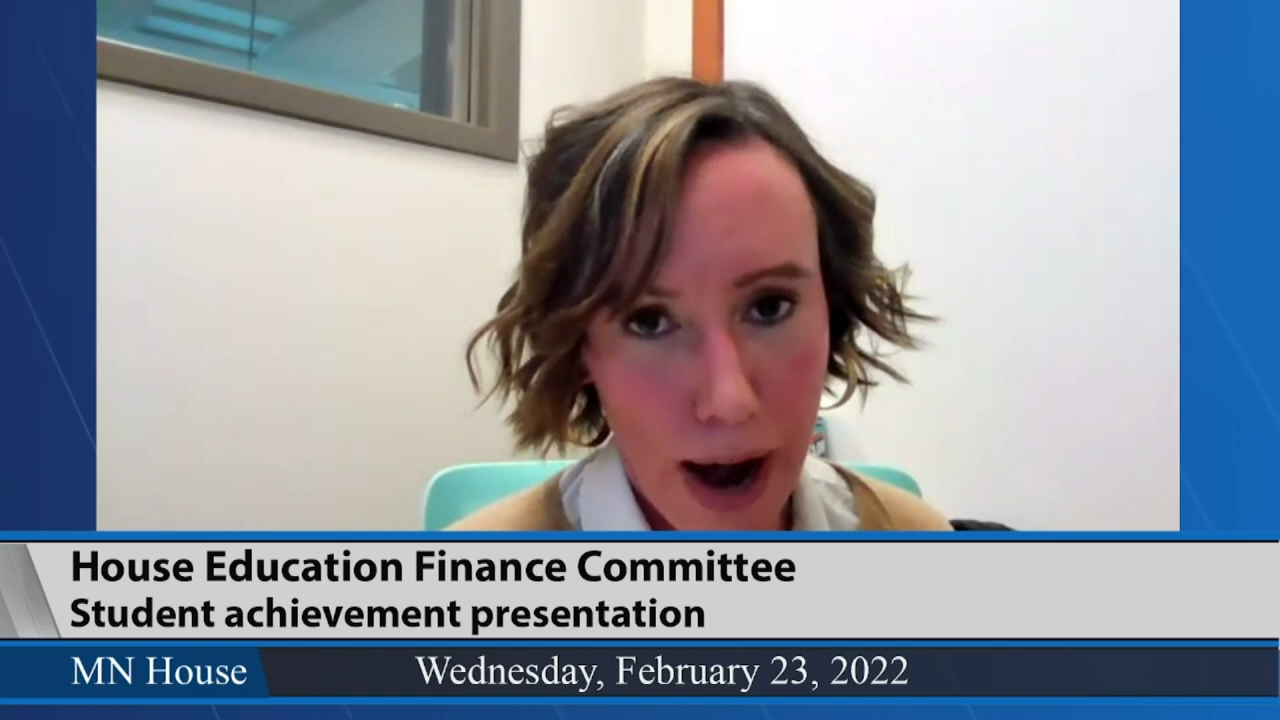 House Education Finance Committee
Student achievement presentation
MN House
Wednesday, February 23, 2022